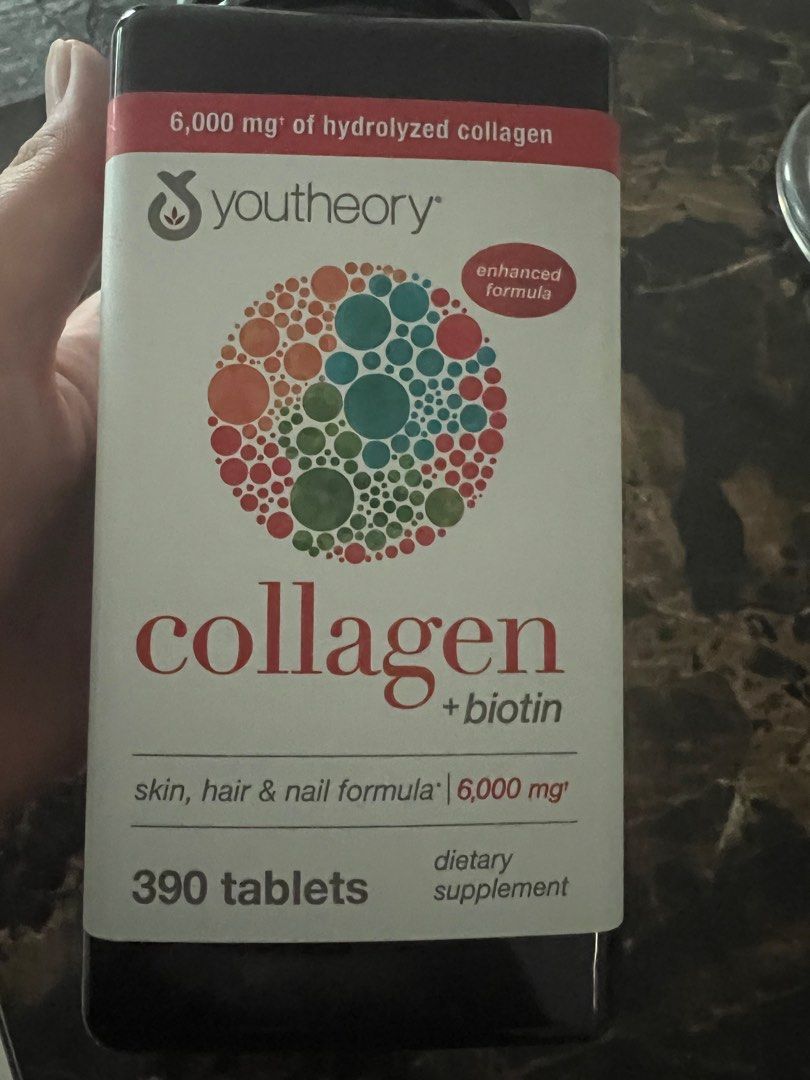 6,000 mg† of hydrolyzed collagen
youtheory®
enhanced
formula
collagen
+biotin
skin, hair & nail formula* | 6,000 mg†
390 tablets
dietary
supplement